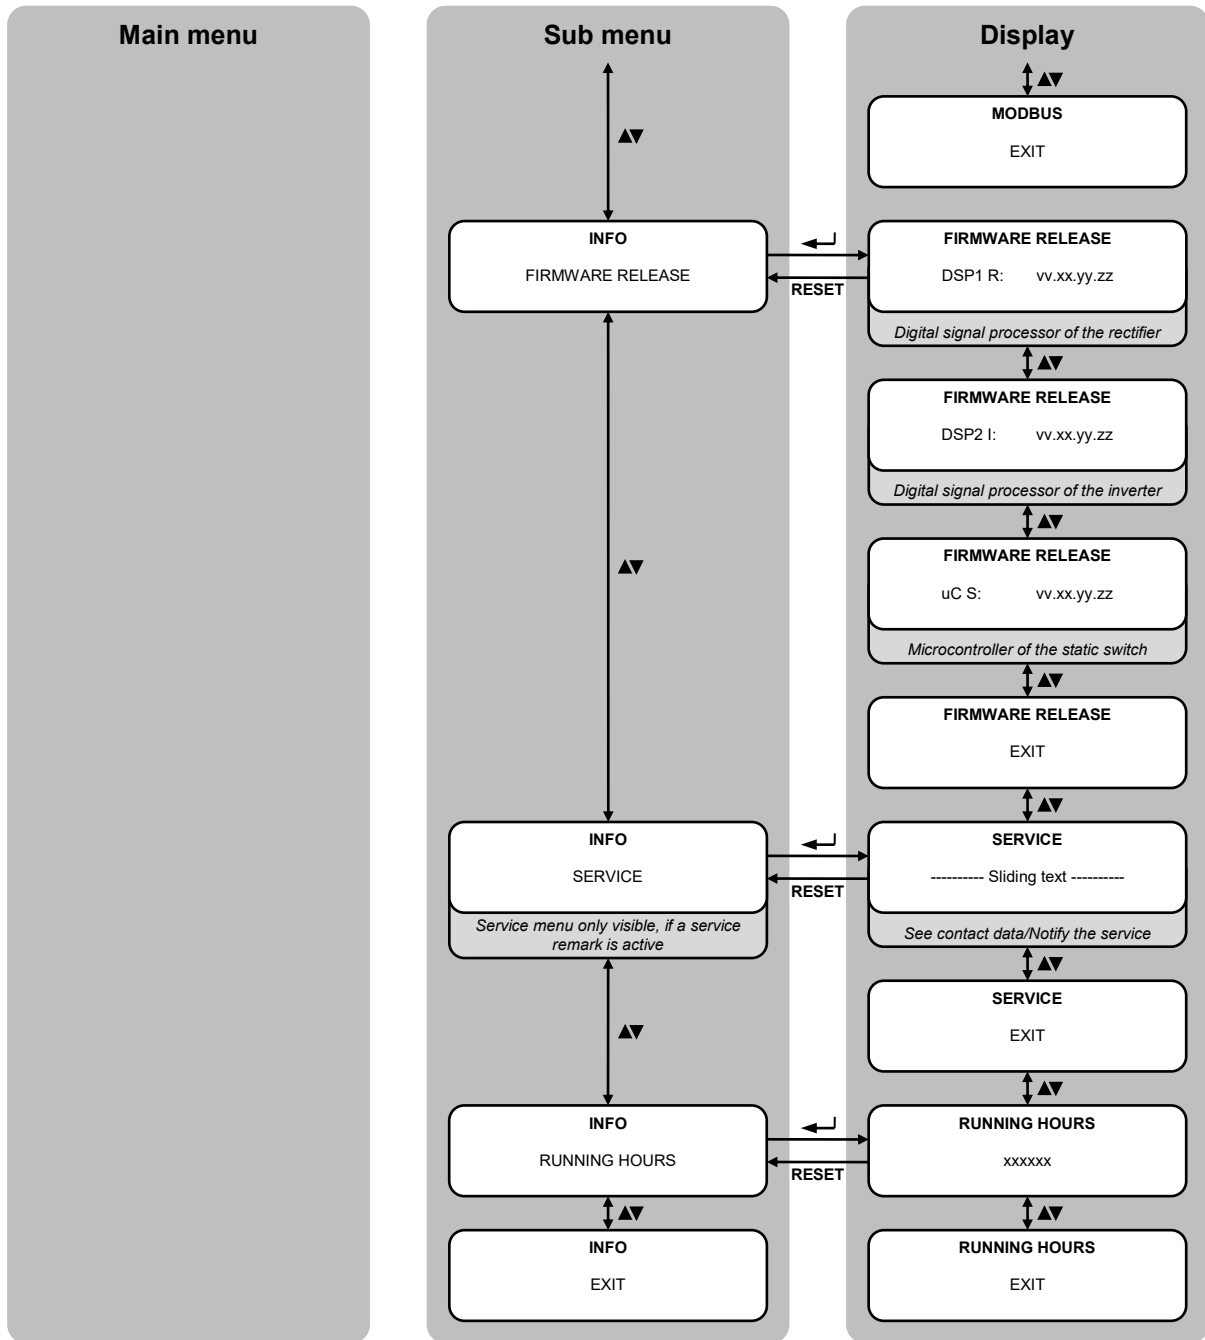 Main menu
Sub menu
Display
▲▼
▲▼
MODBUS
EXIT
INFO
FIRMWARE RELEASE
RESET
FIRMWARE RELEASE
DSP1 R: vv.xx.yy.zz
Digital signal processor of the rectifier
▲▼
FIRMWARE RELEASE
DSP2 I: vv.xx.yy.zz
Digital signal processor of the inverter
▲▼
▲▼
FIRMWARE RELEASE
uC S: vv.xx.yy.zz
Microcontroller of the static switch
▲▼
FIRMWARE RELEASE
EXIT
▲▼
INFO
SERVICE
Service menu only visible, if a service
remark is active
RESET
SERVICE
---------- Sliding text ----------
See contact data/Notify the service
▲▼
SERVICE
EXIT
▲▼
▲▼
INFO
RUNNING HOURS
RESET
RUNNING HOURS
xxxxxx
▲▼
▲▼
INFO
EXIT
RUNNING HOURS
EXIT